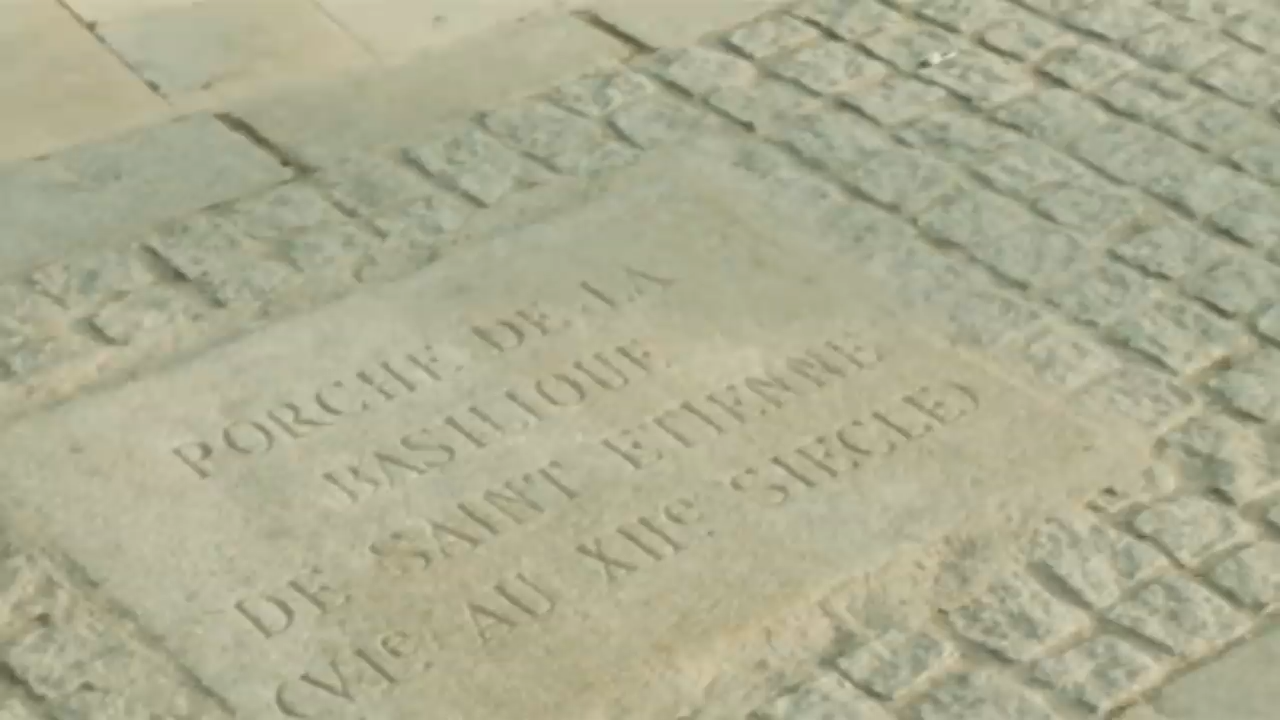 PORCHE DE LA
BASILIQUE
DE SAINT ETIENNE
(VIe AU XIIe SIECLE)